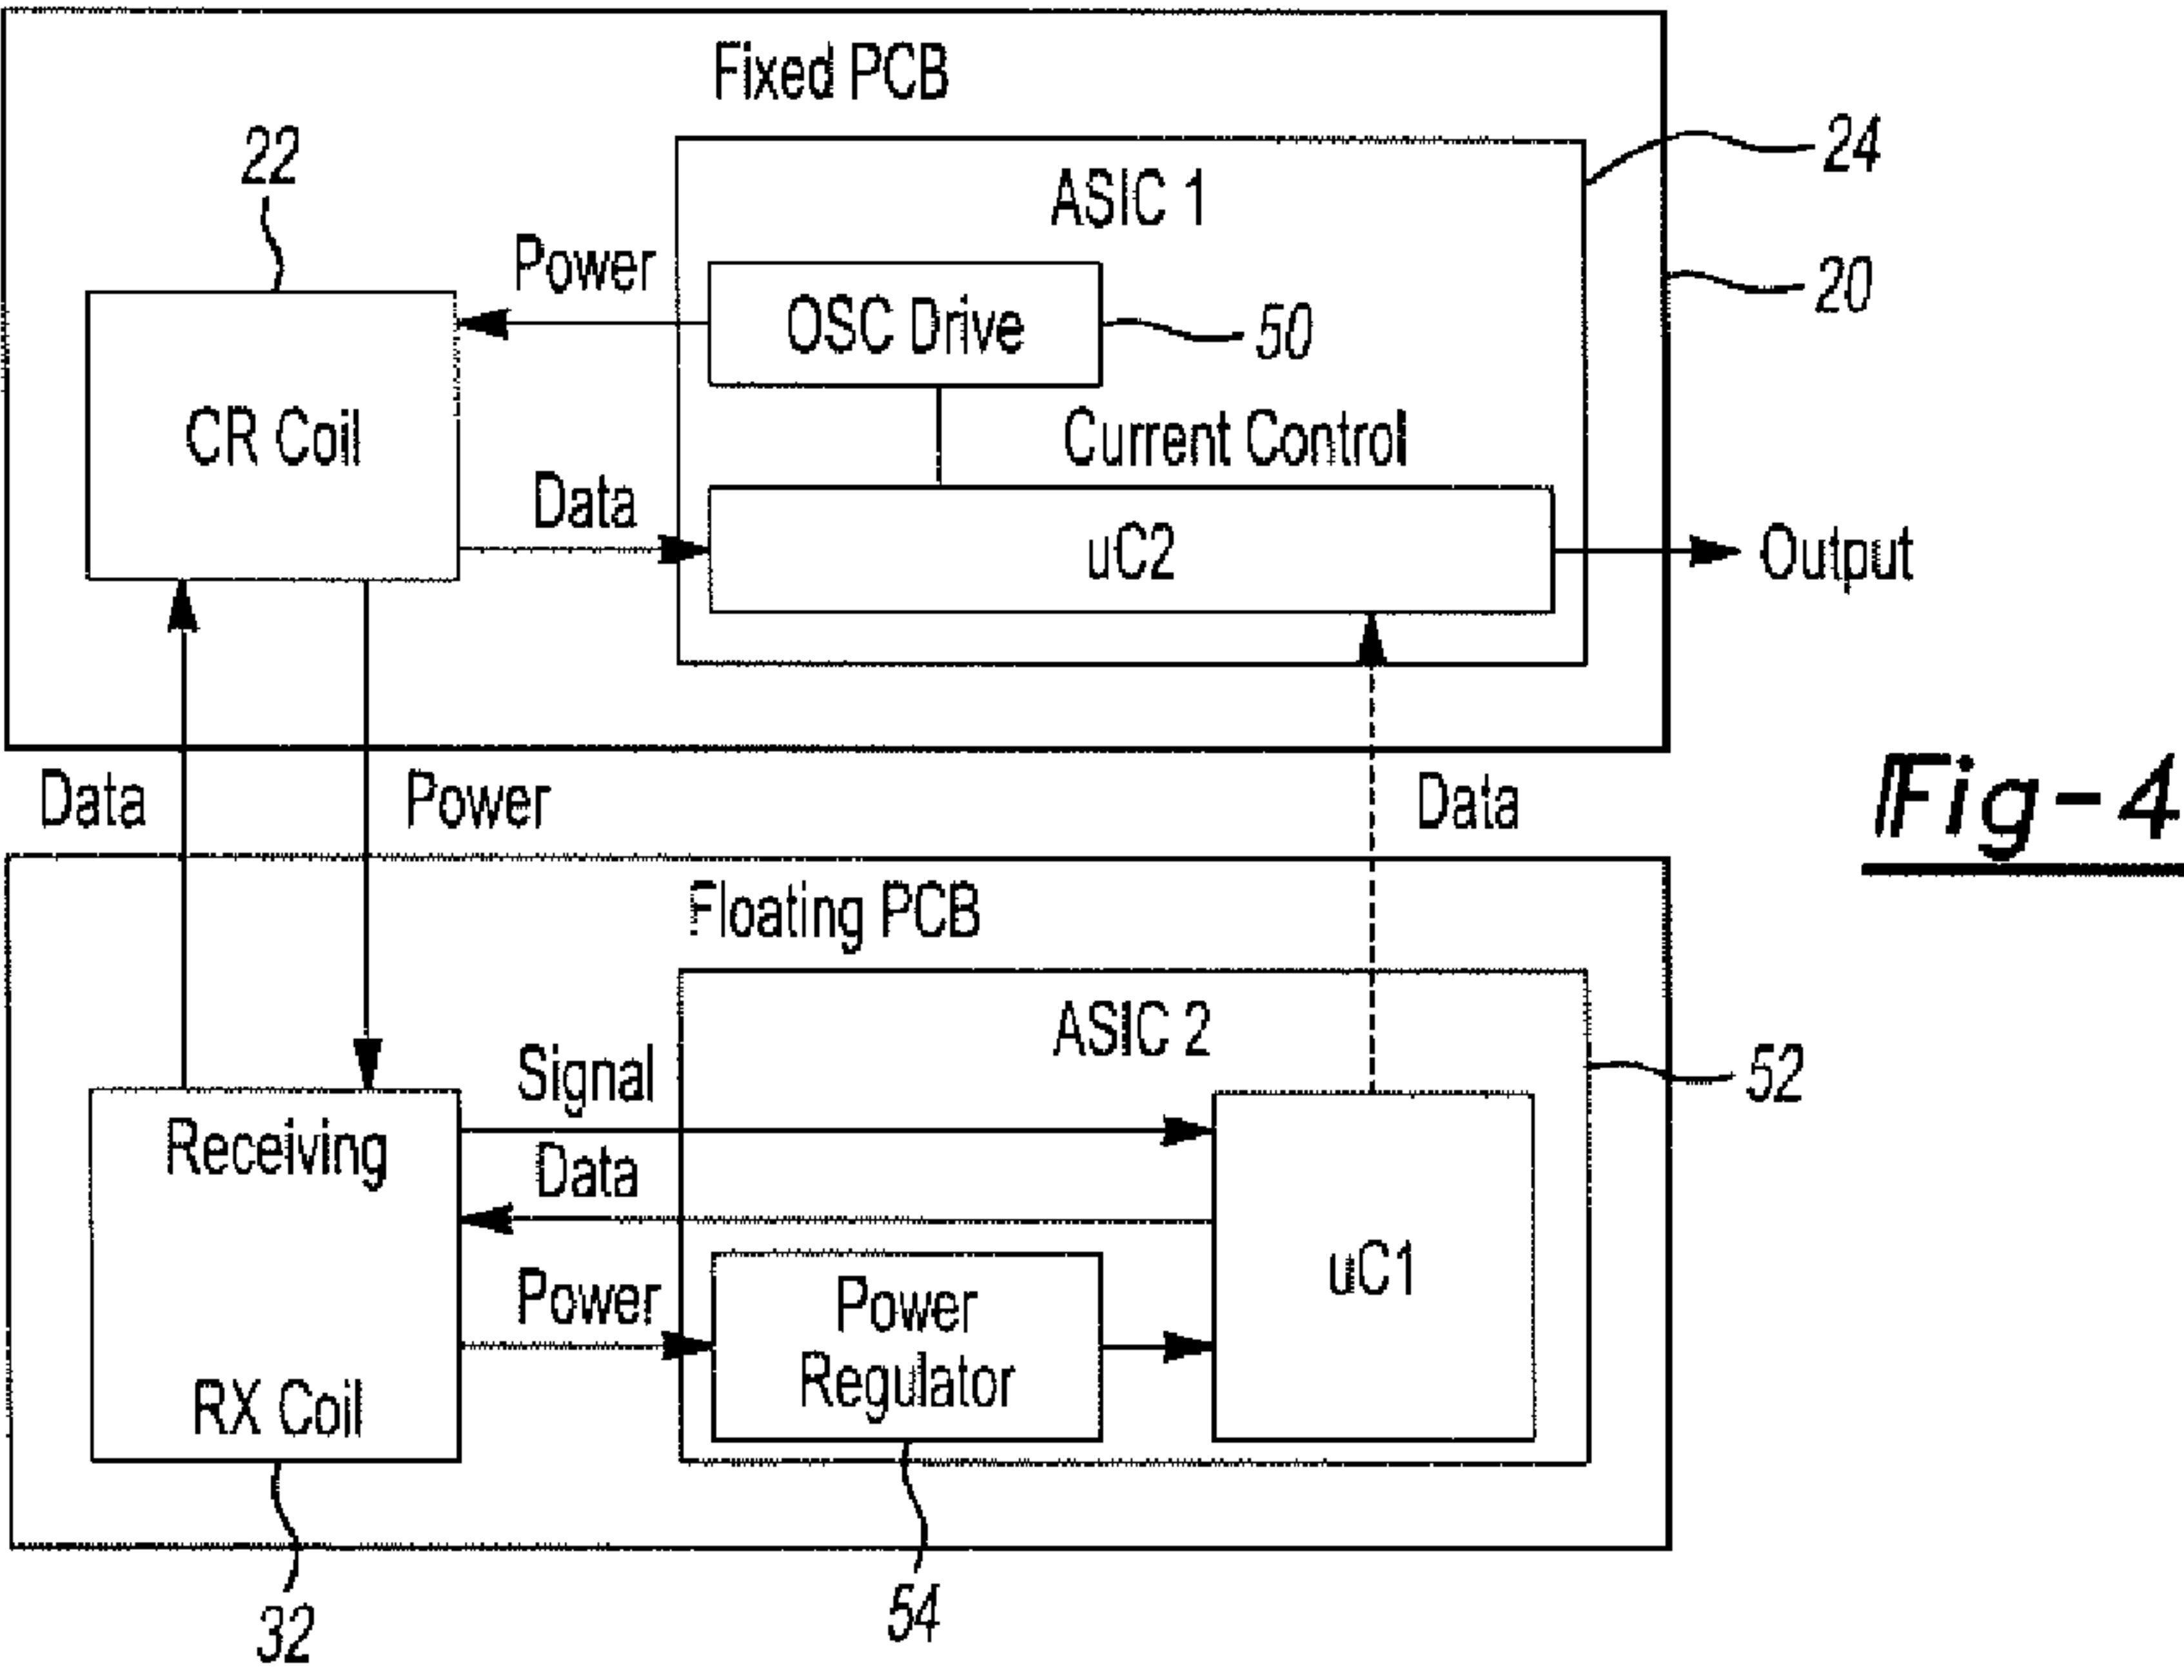 Fixed PCB
22
24
ASIC 1
Power
20
OSC Drive
50
CR Coil
Current Control
Data
uC2
Output
Data
Power
Data
Fig-4
Floating PCB
ASIC 2
Signal
52
Receiving
Data
uC1
Power
Power
Regulator
RX Coil
32
54